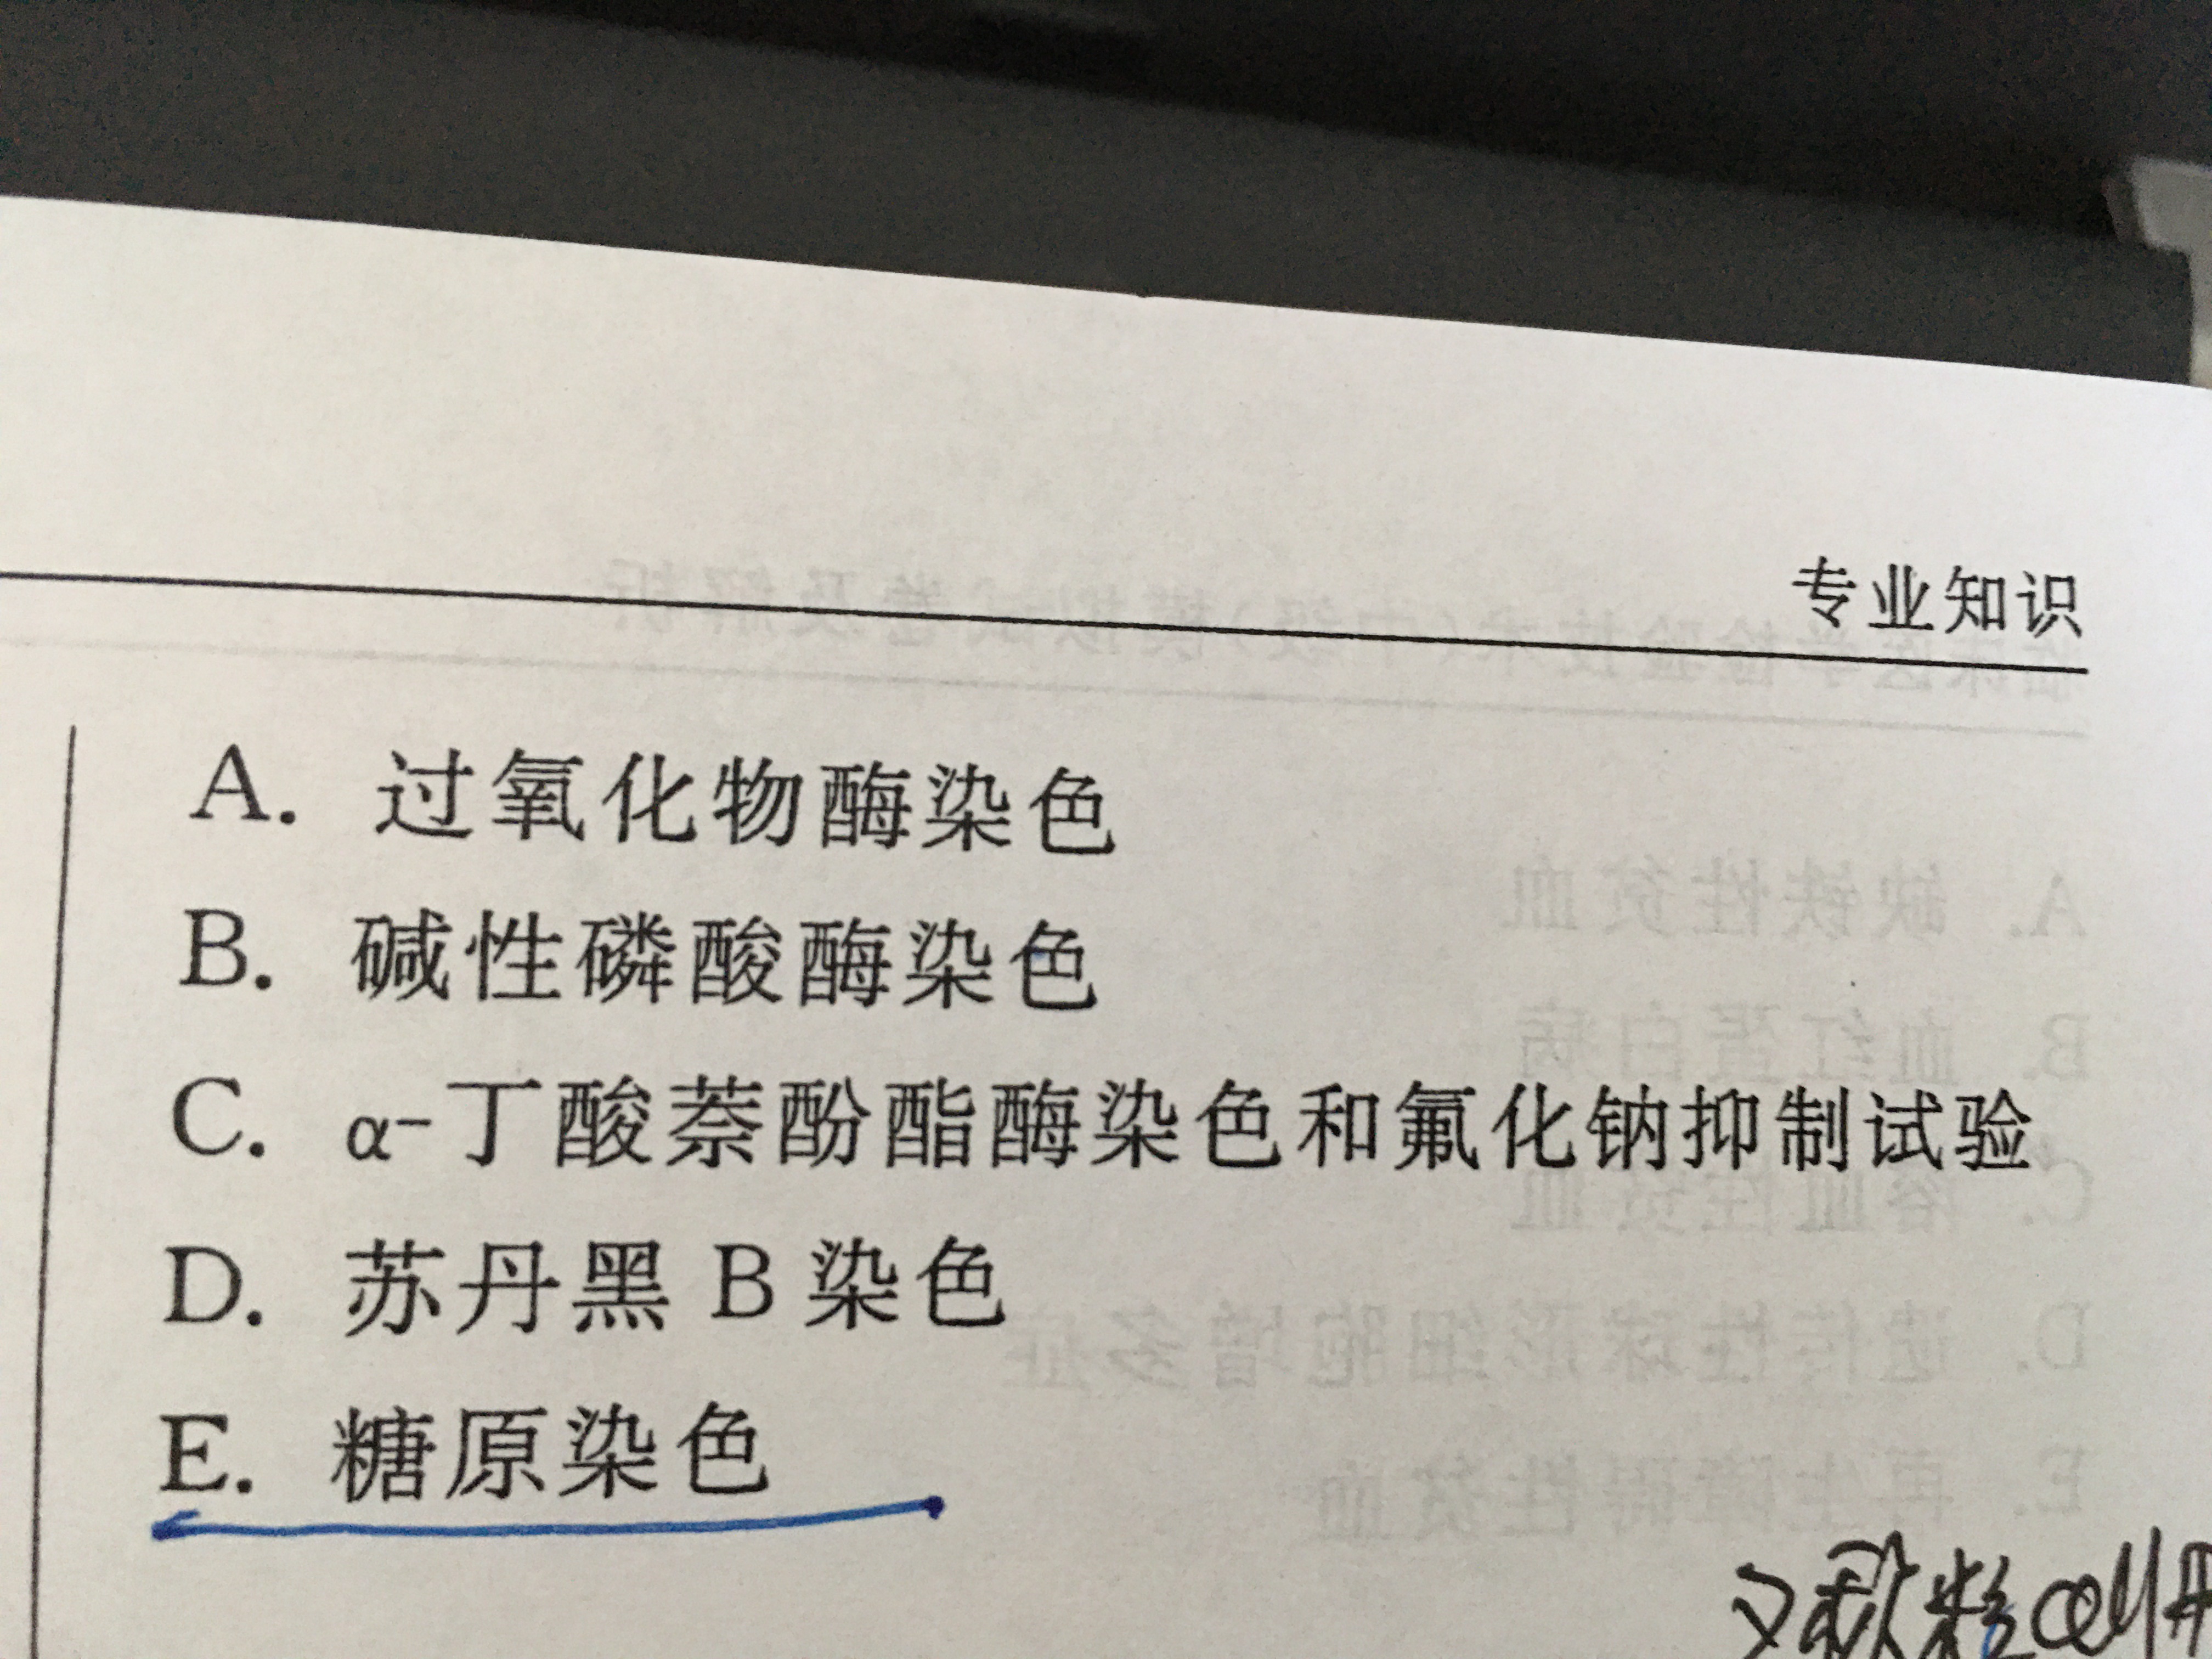 专业知识
A. 过氧化物酶染色
B. 碱性磷酸酶染色
C. α-丁酸萘酚酯酶染色和氟化钠抑制试验
D. 苏丹黑 B 染色
E. 糖原染色